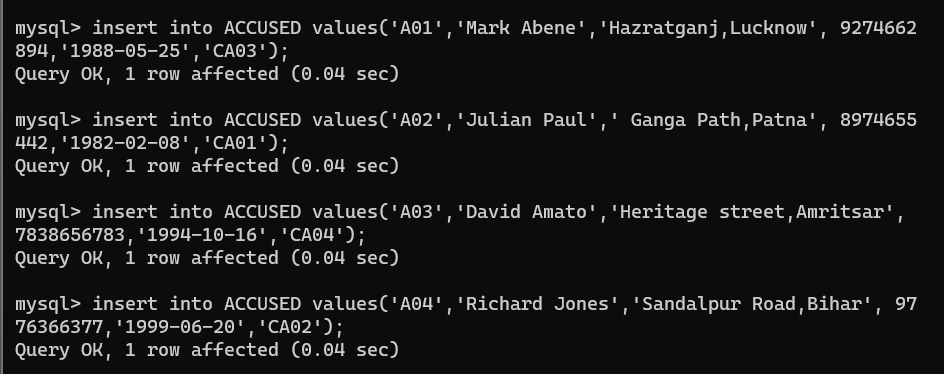 mysql> insert into ACCUSED values('A01','Mark Abene','Hazratganj,Lucknow', 9274662
894,'1988-05-25','CA03');
Query OK, 1 row affected (0.04 sec)
mysql> insert into ACCUSED values('A02','Julian Paul',' Ganga Path,Patna', 8974655
442,'1982-02-08','CA01');
Query OK, 1 row affected (0.04 sec)
mysql> insert into ACCUSED values('A03','David Amato','Heritage street,Amritsar',
7838656783,'1994-10-16','CA04');
Query OK, 1 row affected (0.04 sec)
mysql> insert into ACCUSED values('A04','Richard Jones','Sandalpur Road,Bihar', 97
76366377,'1999-06-20','CA02');
Query OK, 1 row affected (0.04 sec)